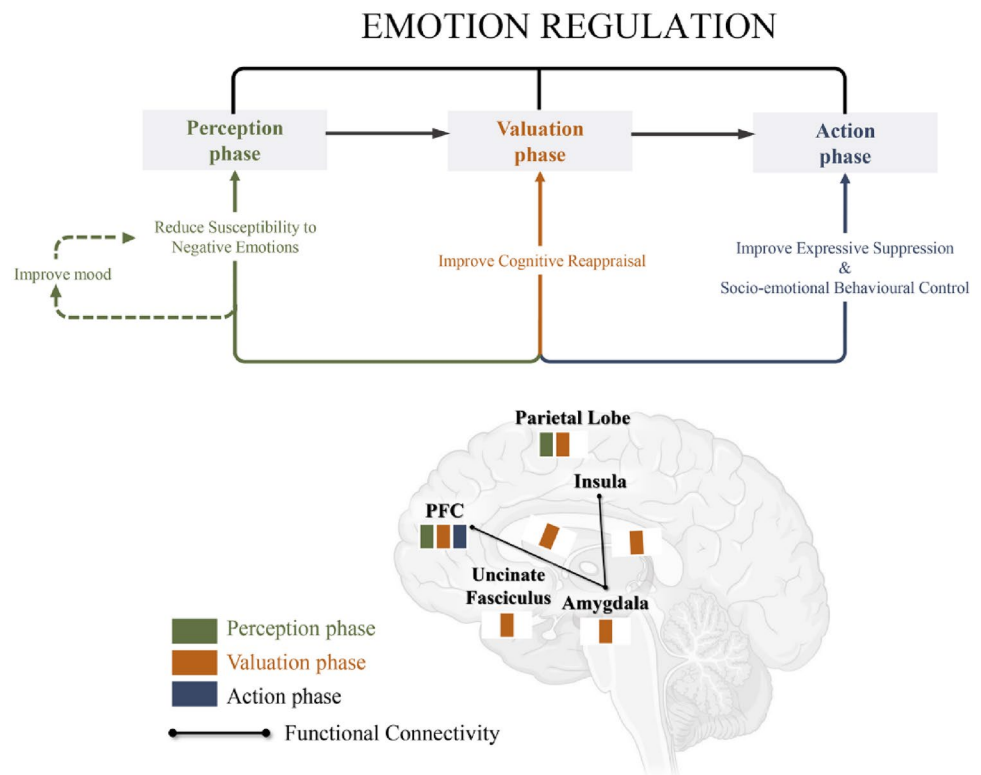 EMOTION REGULATION
Perception
phase
Valuation
phase
Action
phase
Reduce Susceptibility to
Negative Emotions
Improve mood
Improve Cognitive Reappraisal
Improve Expressive Suppression
&
Socio-emotional Behavioural Control
Parietal Lobe
Insula
PFC
Uncinate
Fasciculus
Amygdala
Perception phase
Valuation phase
Action phase
Functional Connectivity